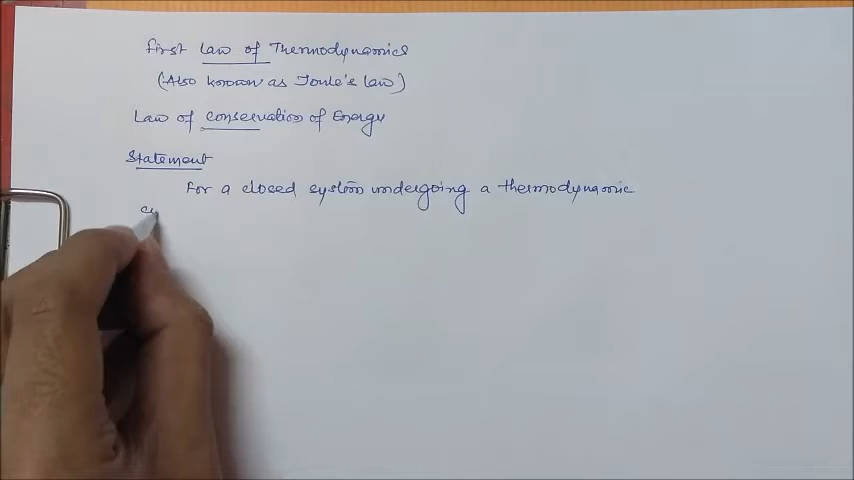 First Law of Thermodynamics
(Also known as Joule's law)
Law of conservation of Energy
Statement
For a closed system undergoing a thermodynamic
cy